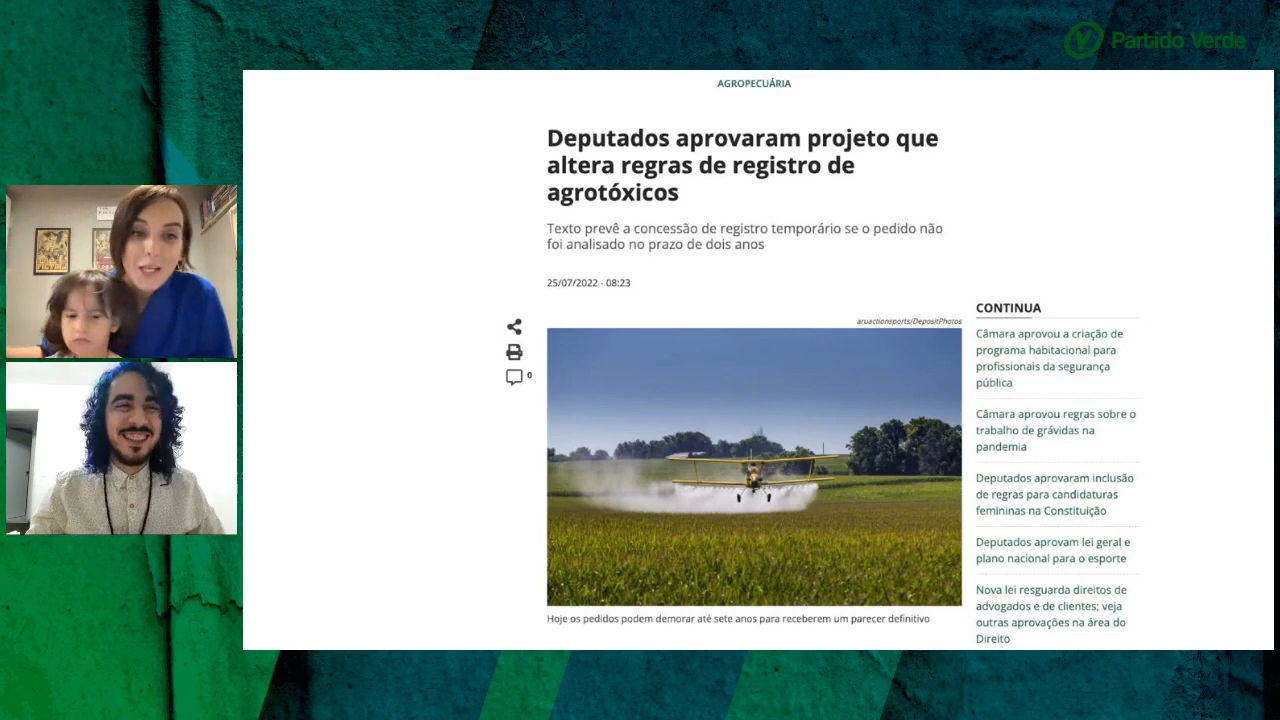 Partido Verde
AGROPECUÁRIA
Deputados aprovaram projeto que
altera regras de registro de
agrotóxicos
Texto prevê a concessão de registro temporário se o pedido não
foi analisado no prazo de dois anos
25/07/2022 - 08:23
aruactionsports/DepositPhotos
0
Hoje os pedidos podem demorar até sete anos para receberem um parecer definitivo
CONTINUA
Câmara aprovou a criação de
programa habitacional para
profissionais da segurança
pública
Câmara aprovou regras sobre o
trabalho de grávidas na
pandemia
Deputados aprovaram inclusão
de regras para candidaturas
femininas na Constituição
Deputados aprovam lei geral e
plano nacional para o esporte
Nova lei resguarda direitos de
advogados e de clientes; veja
outras aprovações na área do
Direito